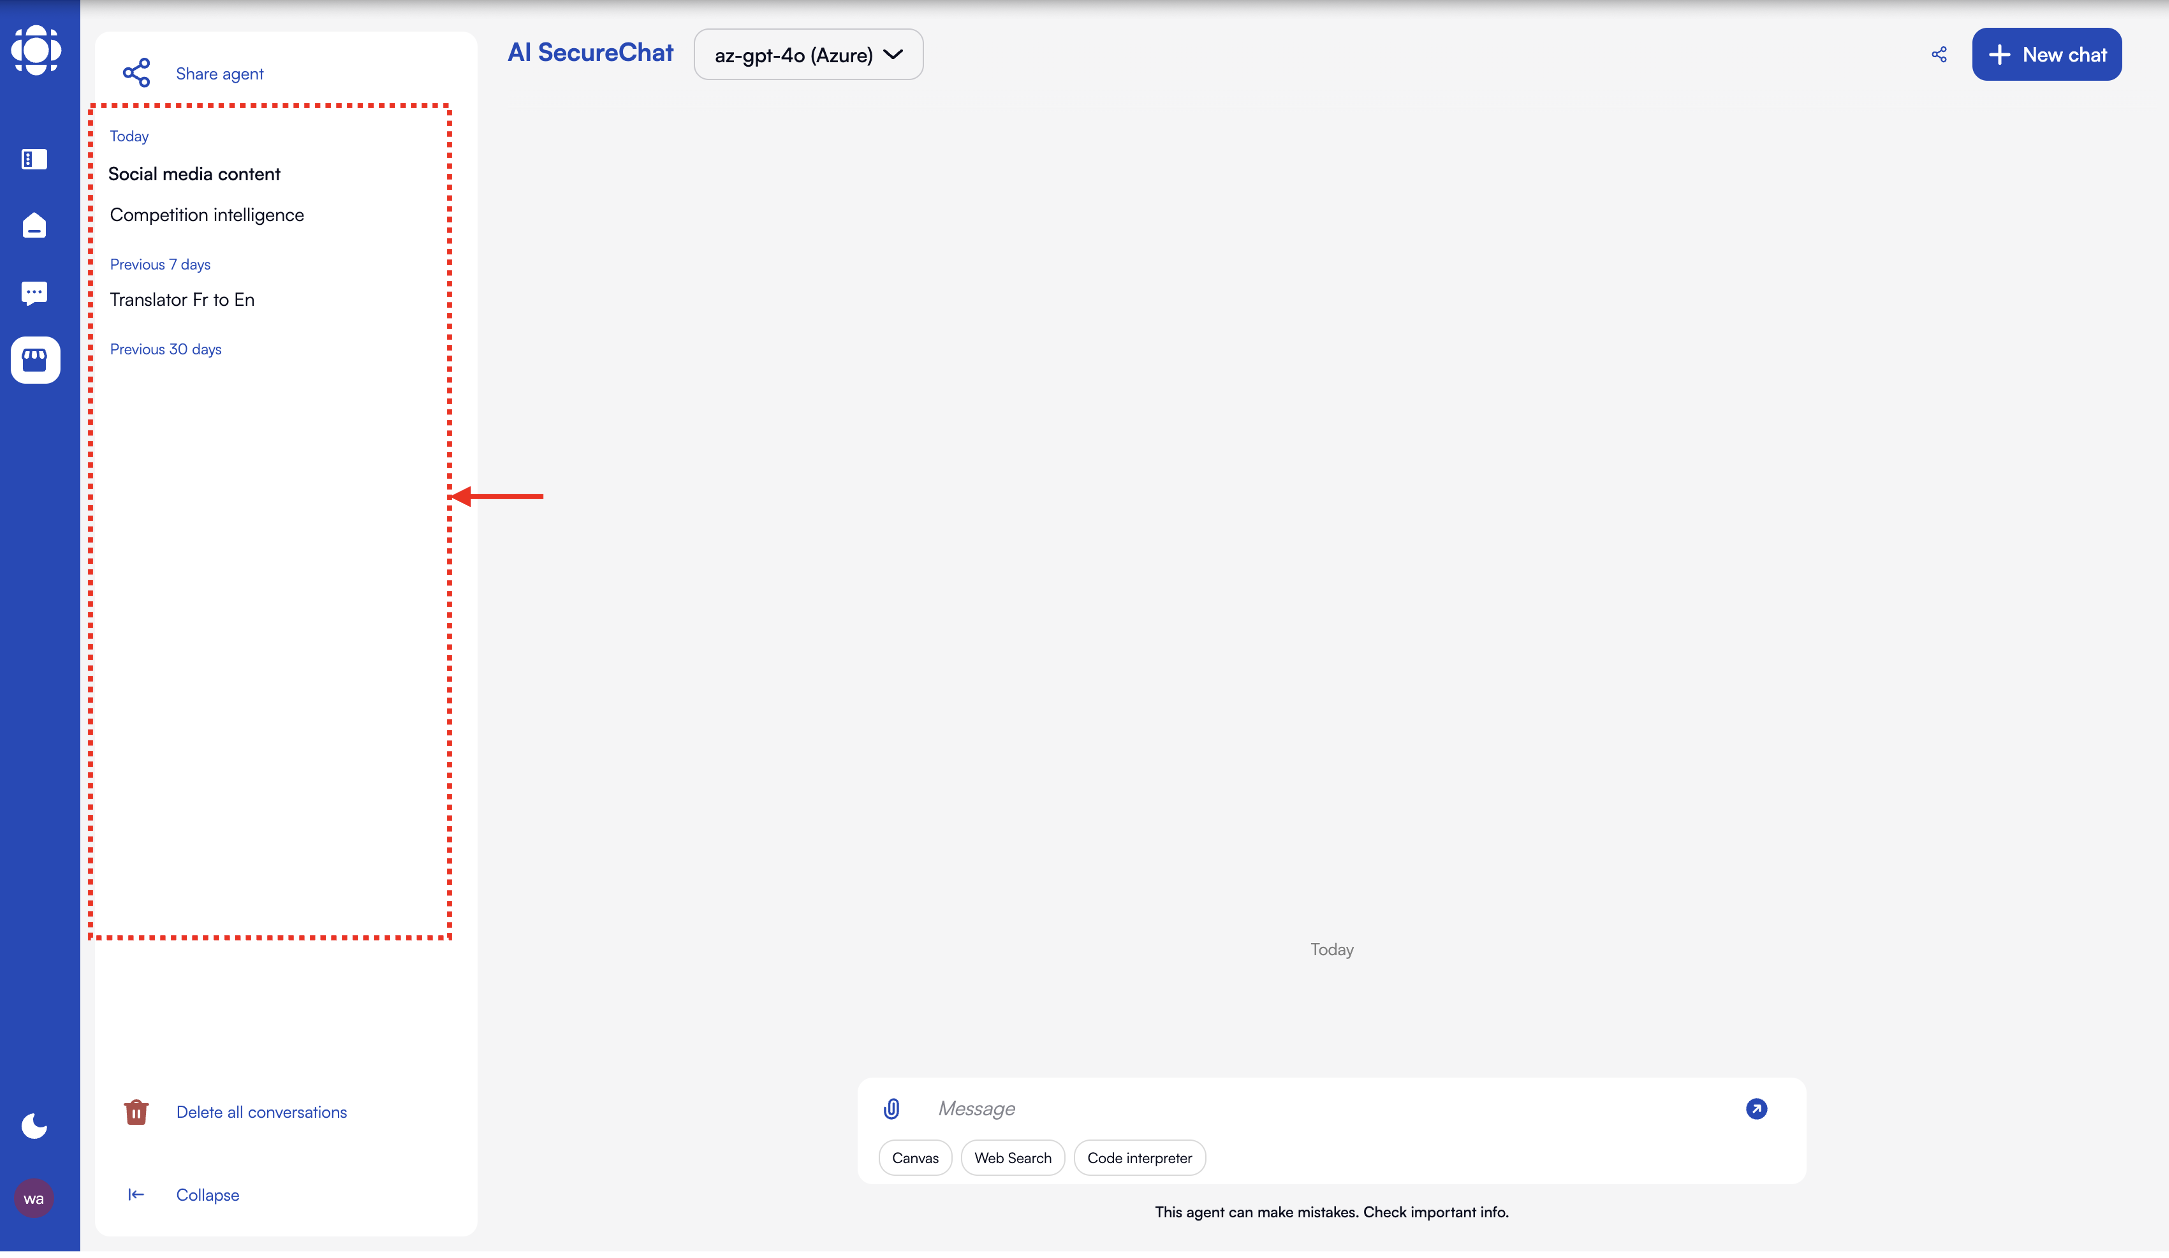 Share agent
Today
Social media content
Competition intelligence
Previous 7 days
Translator Fr to En
Previous 30 days
Delete all conversations
Collapse
wa
AI SecureChat
az-gpt-4o (Azure)
New chat
Today
Message
Canvas
Web Search
Code interpreter
This agent can make mistakes. Check important info.